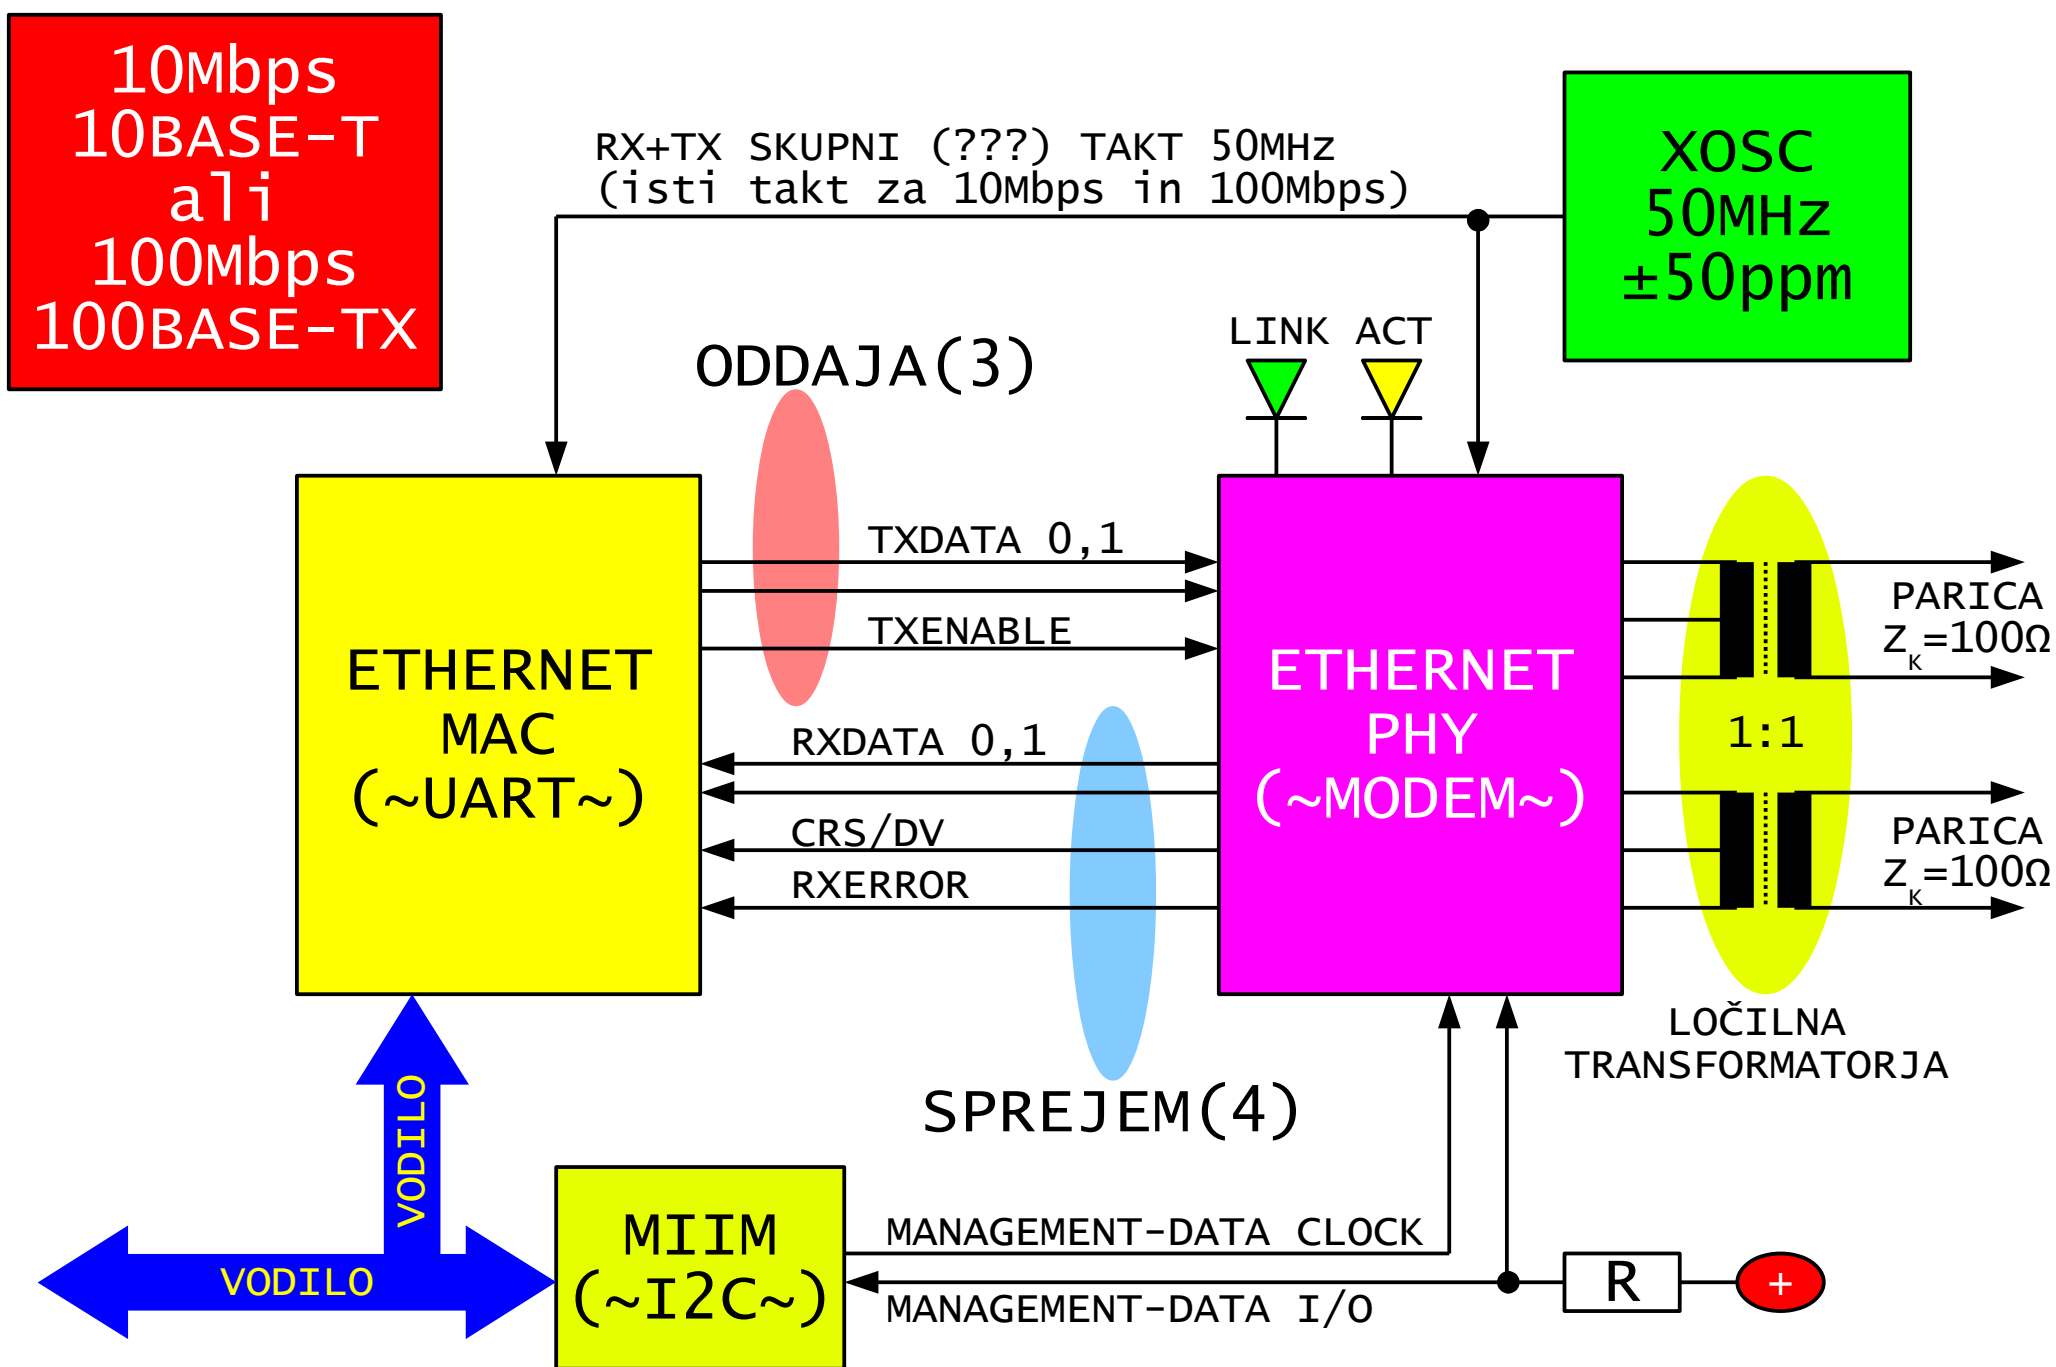 10Mbps
10BASE-T
ali
100Mbps
100BASE-TX
RX+TX SKUPNI (???) TAKT 50MHz
(isti takt za 10Mbps in 100Mbps)
XOSC
50MHz
±50ppm
LINK ACT
ODDAJA(3)
TXDATA 0,1
TXENABLE
ETHERNET
MAC
(~UART~)
RXDATA 0,1
CRS/DV
RXERROR
ETHERNET
PHY
(~MODEM~)
PARICA
ZK=100Ω
1:1
PARICA
ZK=100Ω
LOČILNA
TRANSFORMATORJA
SPREJEM(4)
VODILO
VODILO
MIIM
(~I2C~)
MANAGEMENT-DATA CLOCK
MANAGEMENT-DATA I/O
R
+